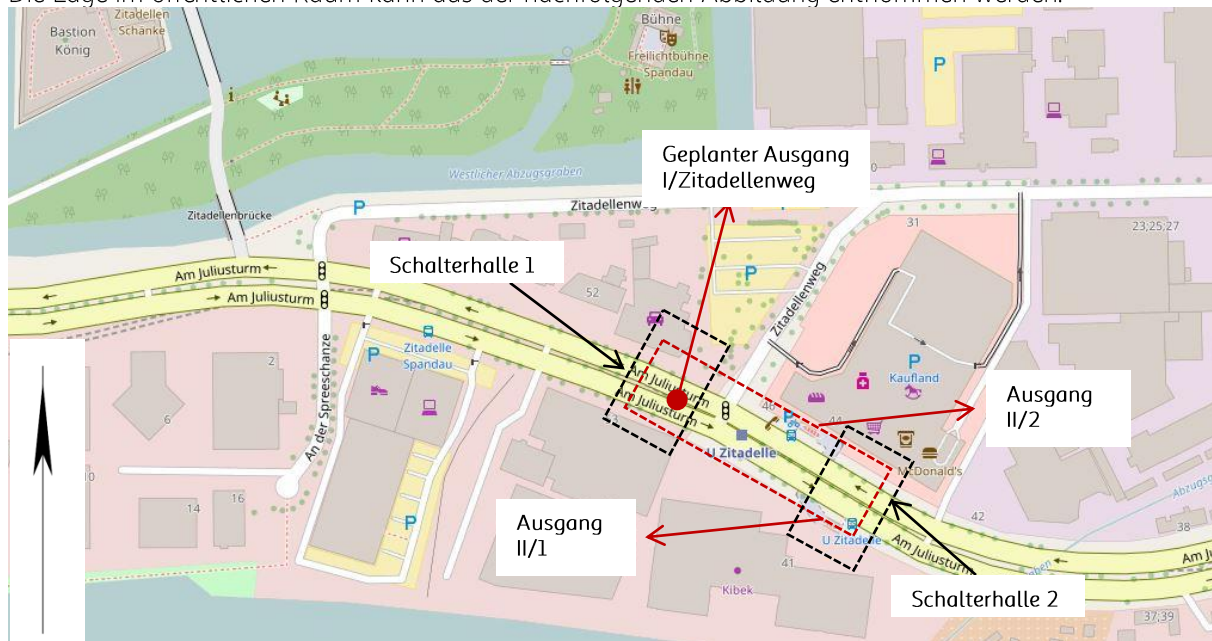 Die Lage im öffentlichen Raum kann aus der nachfolgenden Abbildung entnommen werden.
Zitadellen
Schänke
Bastion
König
Bühne
Freilichtbühne
Spandau
Geplanter Ausgang
I/Zitadellenweg
Westlicher Abzugsgraben
Zitadellenbrücke
Zitadellenweg
31
23;25;27
Schalterhalle 1
Am Juliusturm
Am Juliusturm
52
Zitadellenweg
Zitadelle
Spandau
2
An der Spreeschanze
6
Kaufland
Am Juliusturm
Am Juliusturm
46
44
Ausgang
II/2
U Zitadelle
McDonald's
10
16
14
Ausgang
II/1
U Zitadelle
42
38
Am Juliusturm
41
Kibek
Schalterhalle 2
37;39